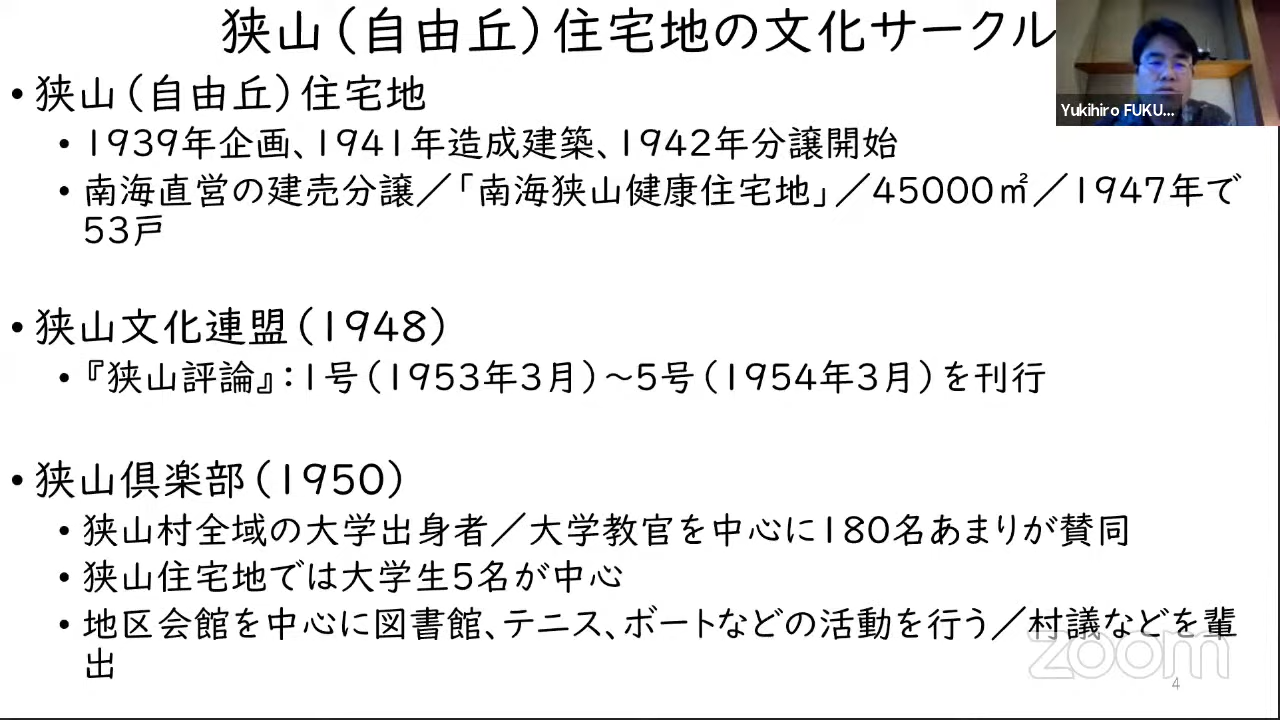 狭山（自由丘）住宅地の文化サークル
Yukihiro FUKU...
• 狭山（自由丘）住宅地
• 1939年企画、1941年造成建築、1942年分譲開始
• 南海直営の建売分譲／「南海狭山健康住宅地」／45000㎡／1947年で
53戸
• 狭山文化連盟（1948）
• 『狭山評論』：1号（1953年3月）～5号（1954年3月）を刊行
• 狭山倶楽部（1950）
• 狭山村全域の大学出身者／大学教官を中心に180名あまりが賛同
• 狭山住宅地では大学生5名が中心
• 地区会館を中心に図書館、テニス、ボートなどの活動を行う／村議などを輩
出
zoom
4